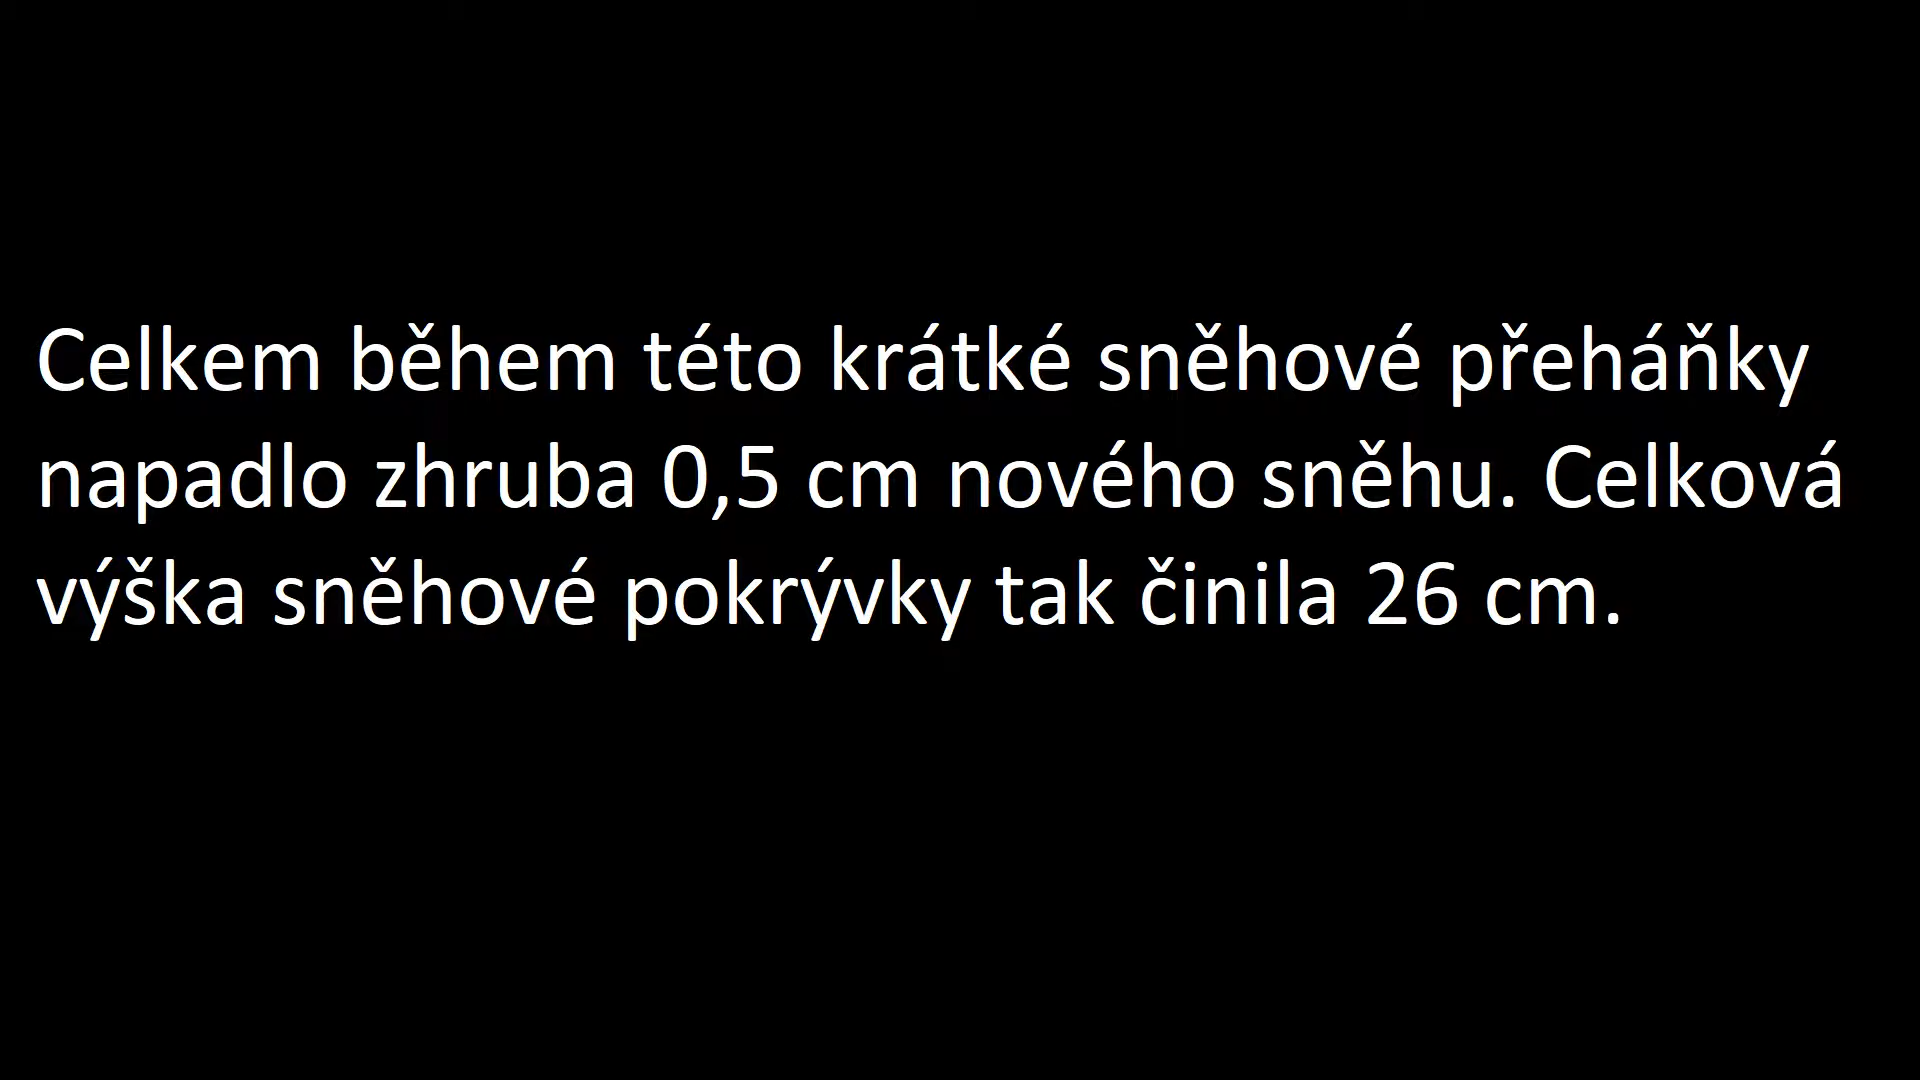 Celkem během této krátké sněhové přeháňky
napadlo zhruba 0,5 cm nového sněhu. Celková
výška sněhové pokrývky tak činila 26 cm.